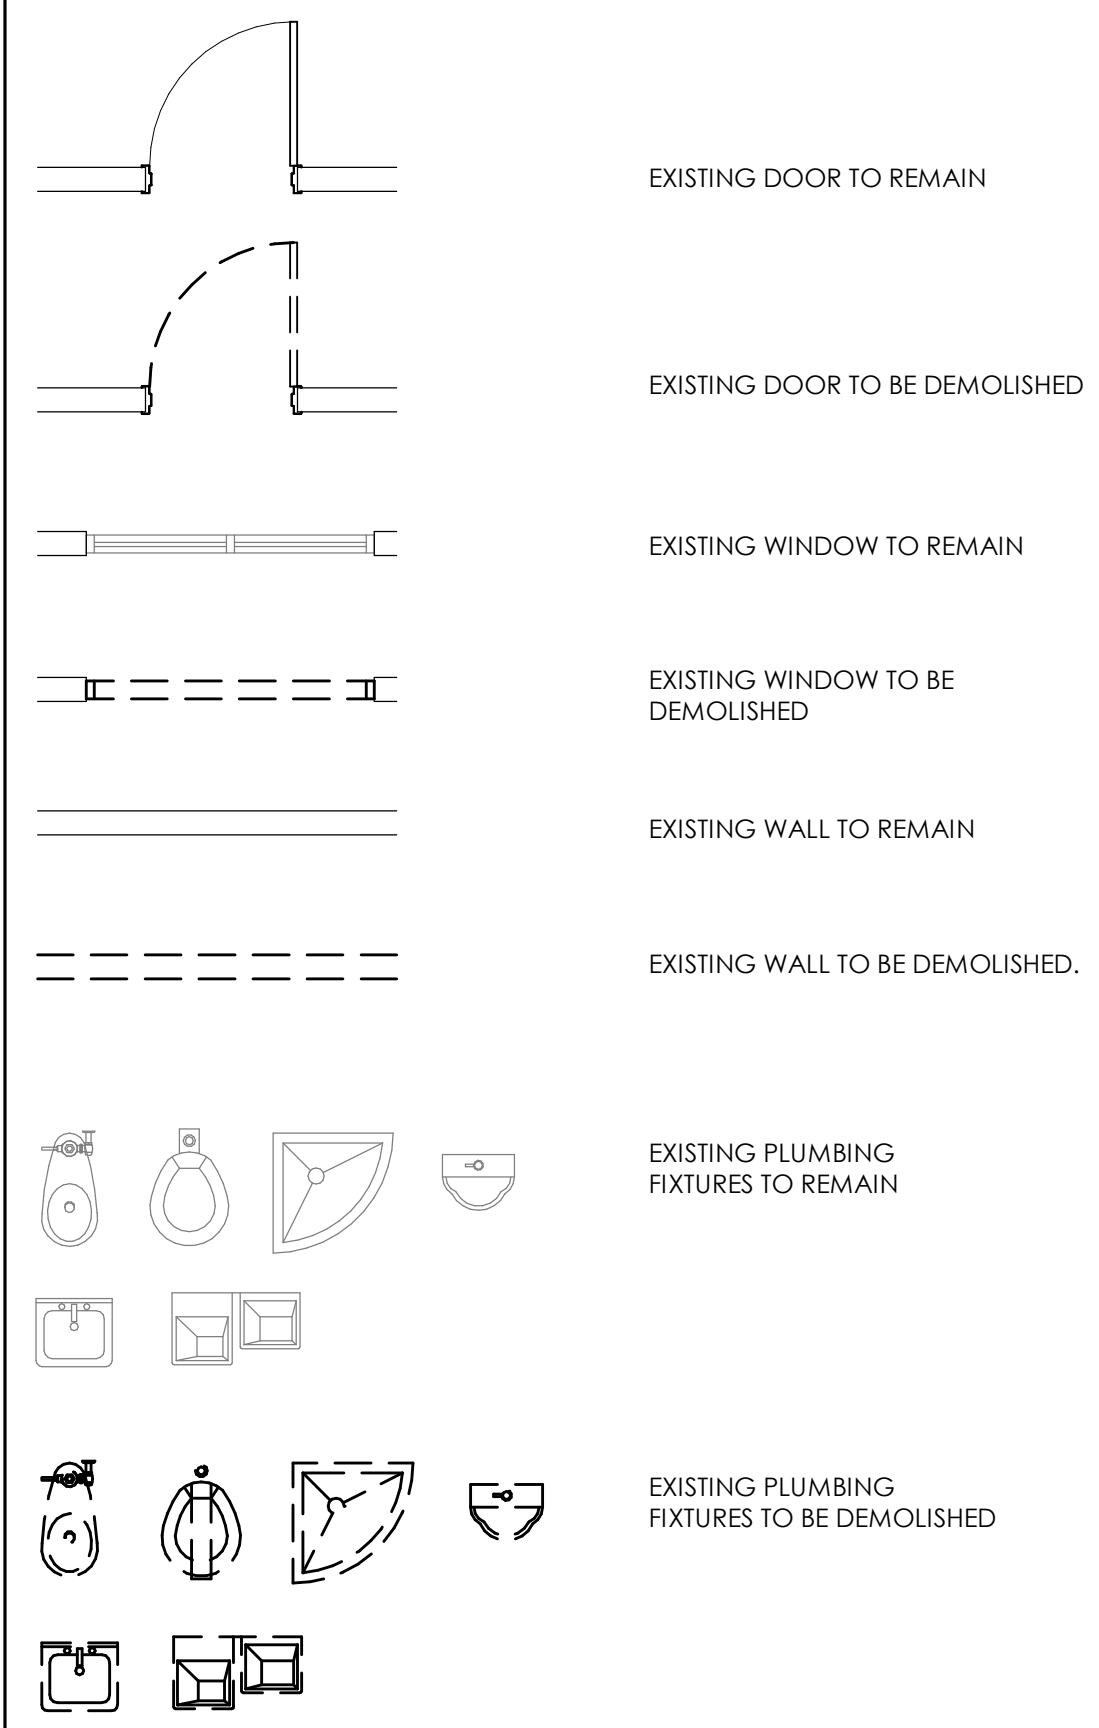 EXISTING DOOR TO REMAIN
EXISTING DOOR TO BE DEMOLISHED
EXISTING WINDOW TO REMAIN
EXISTING WINDOW TO BE
DEMOLISHED
EXISTING WALL TO REMAIN
EXISTING WALL TO BE DEMOLISHED.
EXISTING PLUMBING
FIXTURES TO REMAIN
EXISTING PLUMBING
FIXTURES TO BE DEMOLISHED